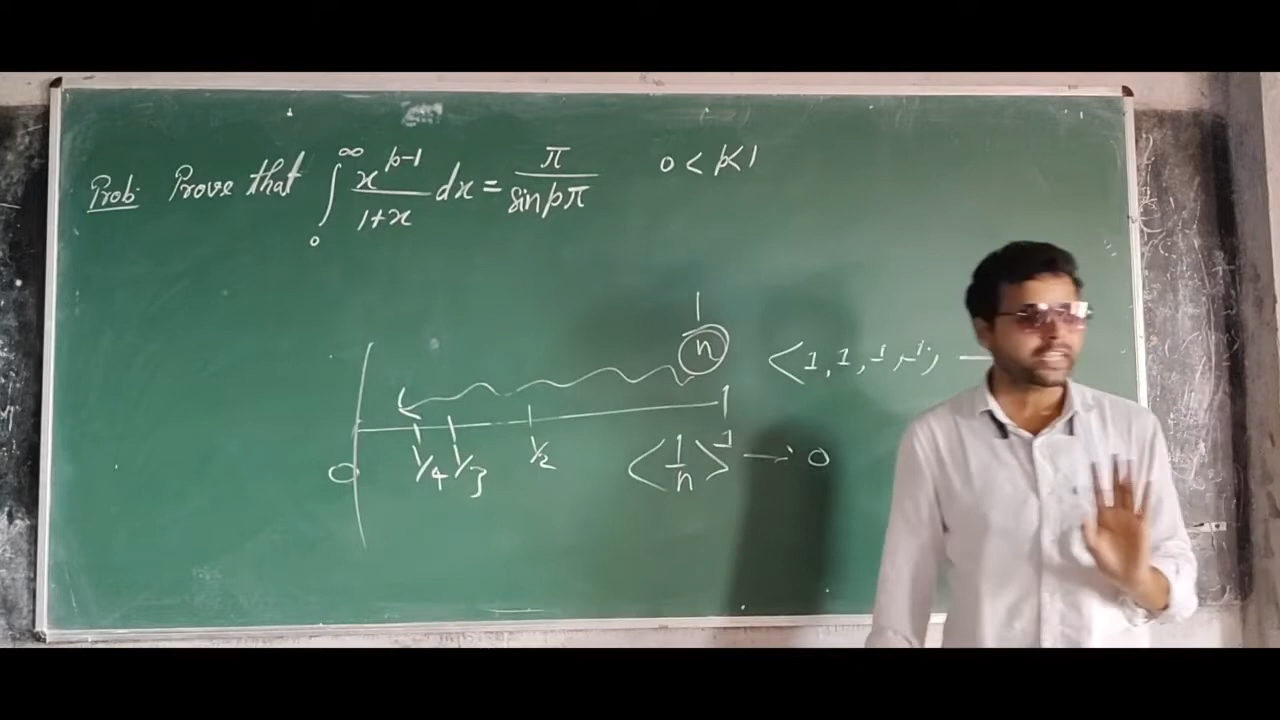 Prob: Prove that ∫₀^∞ x^(p-1)/(1+x) dx = π/(sin pπ) 0 < p < 1
1/n
<1, 1, 1, 1,
0 1/4 1/3 1/2 1
<1/n> → 0